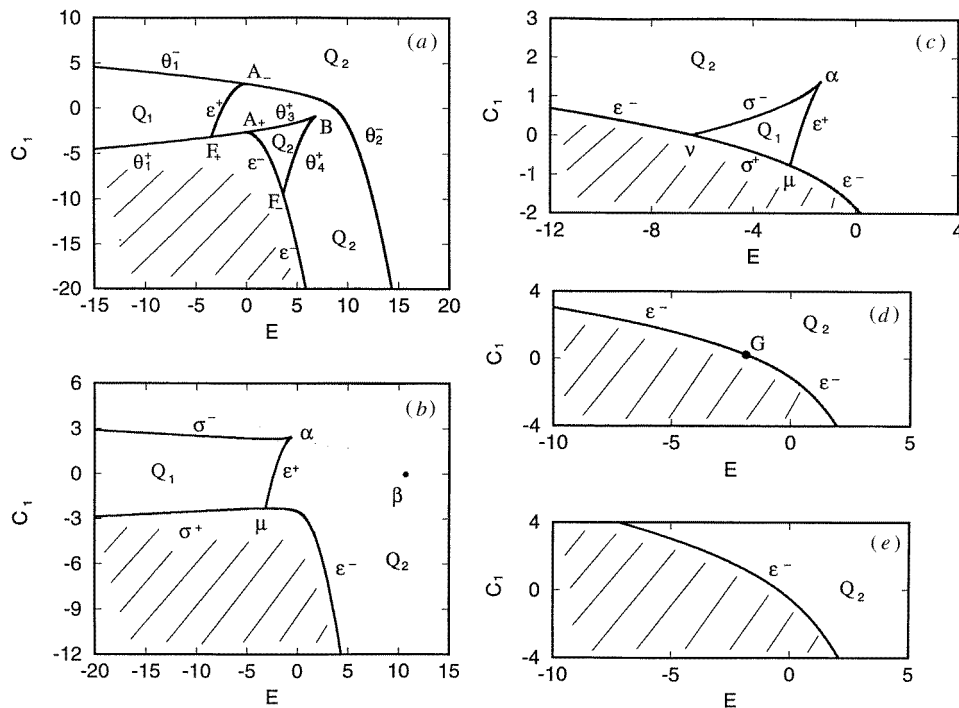 (a)
C₁
10
5
0
-5
-10
-15
-20
θ₁⁻
A₋
Q₂
Q₁
ε⁺
A₊
θ₃⁺
B
θ₂⁻
Q₂
θ₁⁺
F₊
ε⁻
θ₄⁺
F₋
Q₂
ε⁻
-15 -10 -5 0 5 10 15 20
E
(b)
C₁
6
3
0
-3
-6
-9
-12
σ⁻
α
Q₁
ε⁺
β
σ⁺
μ
ε⁻
Q₂
-20 -15 -10 -5 0 5 10 15
E
(c)
C₁
3
2
1
0
-1
-2
Q₂
α
ε⁻
σ⁻
Q₁
ε⁺
ν
σ⁺
μ
ε⁻
-12 -8 -4 0 4
E
(d)
C₁
4
0
-4
ε⁻
Q₂
G
ε⁻
-10 -5 0 5
E
(e)
C₁
4
0
-4
ε⁻
Q₂
-10 -5 0 5
E